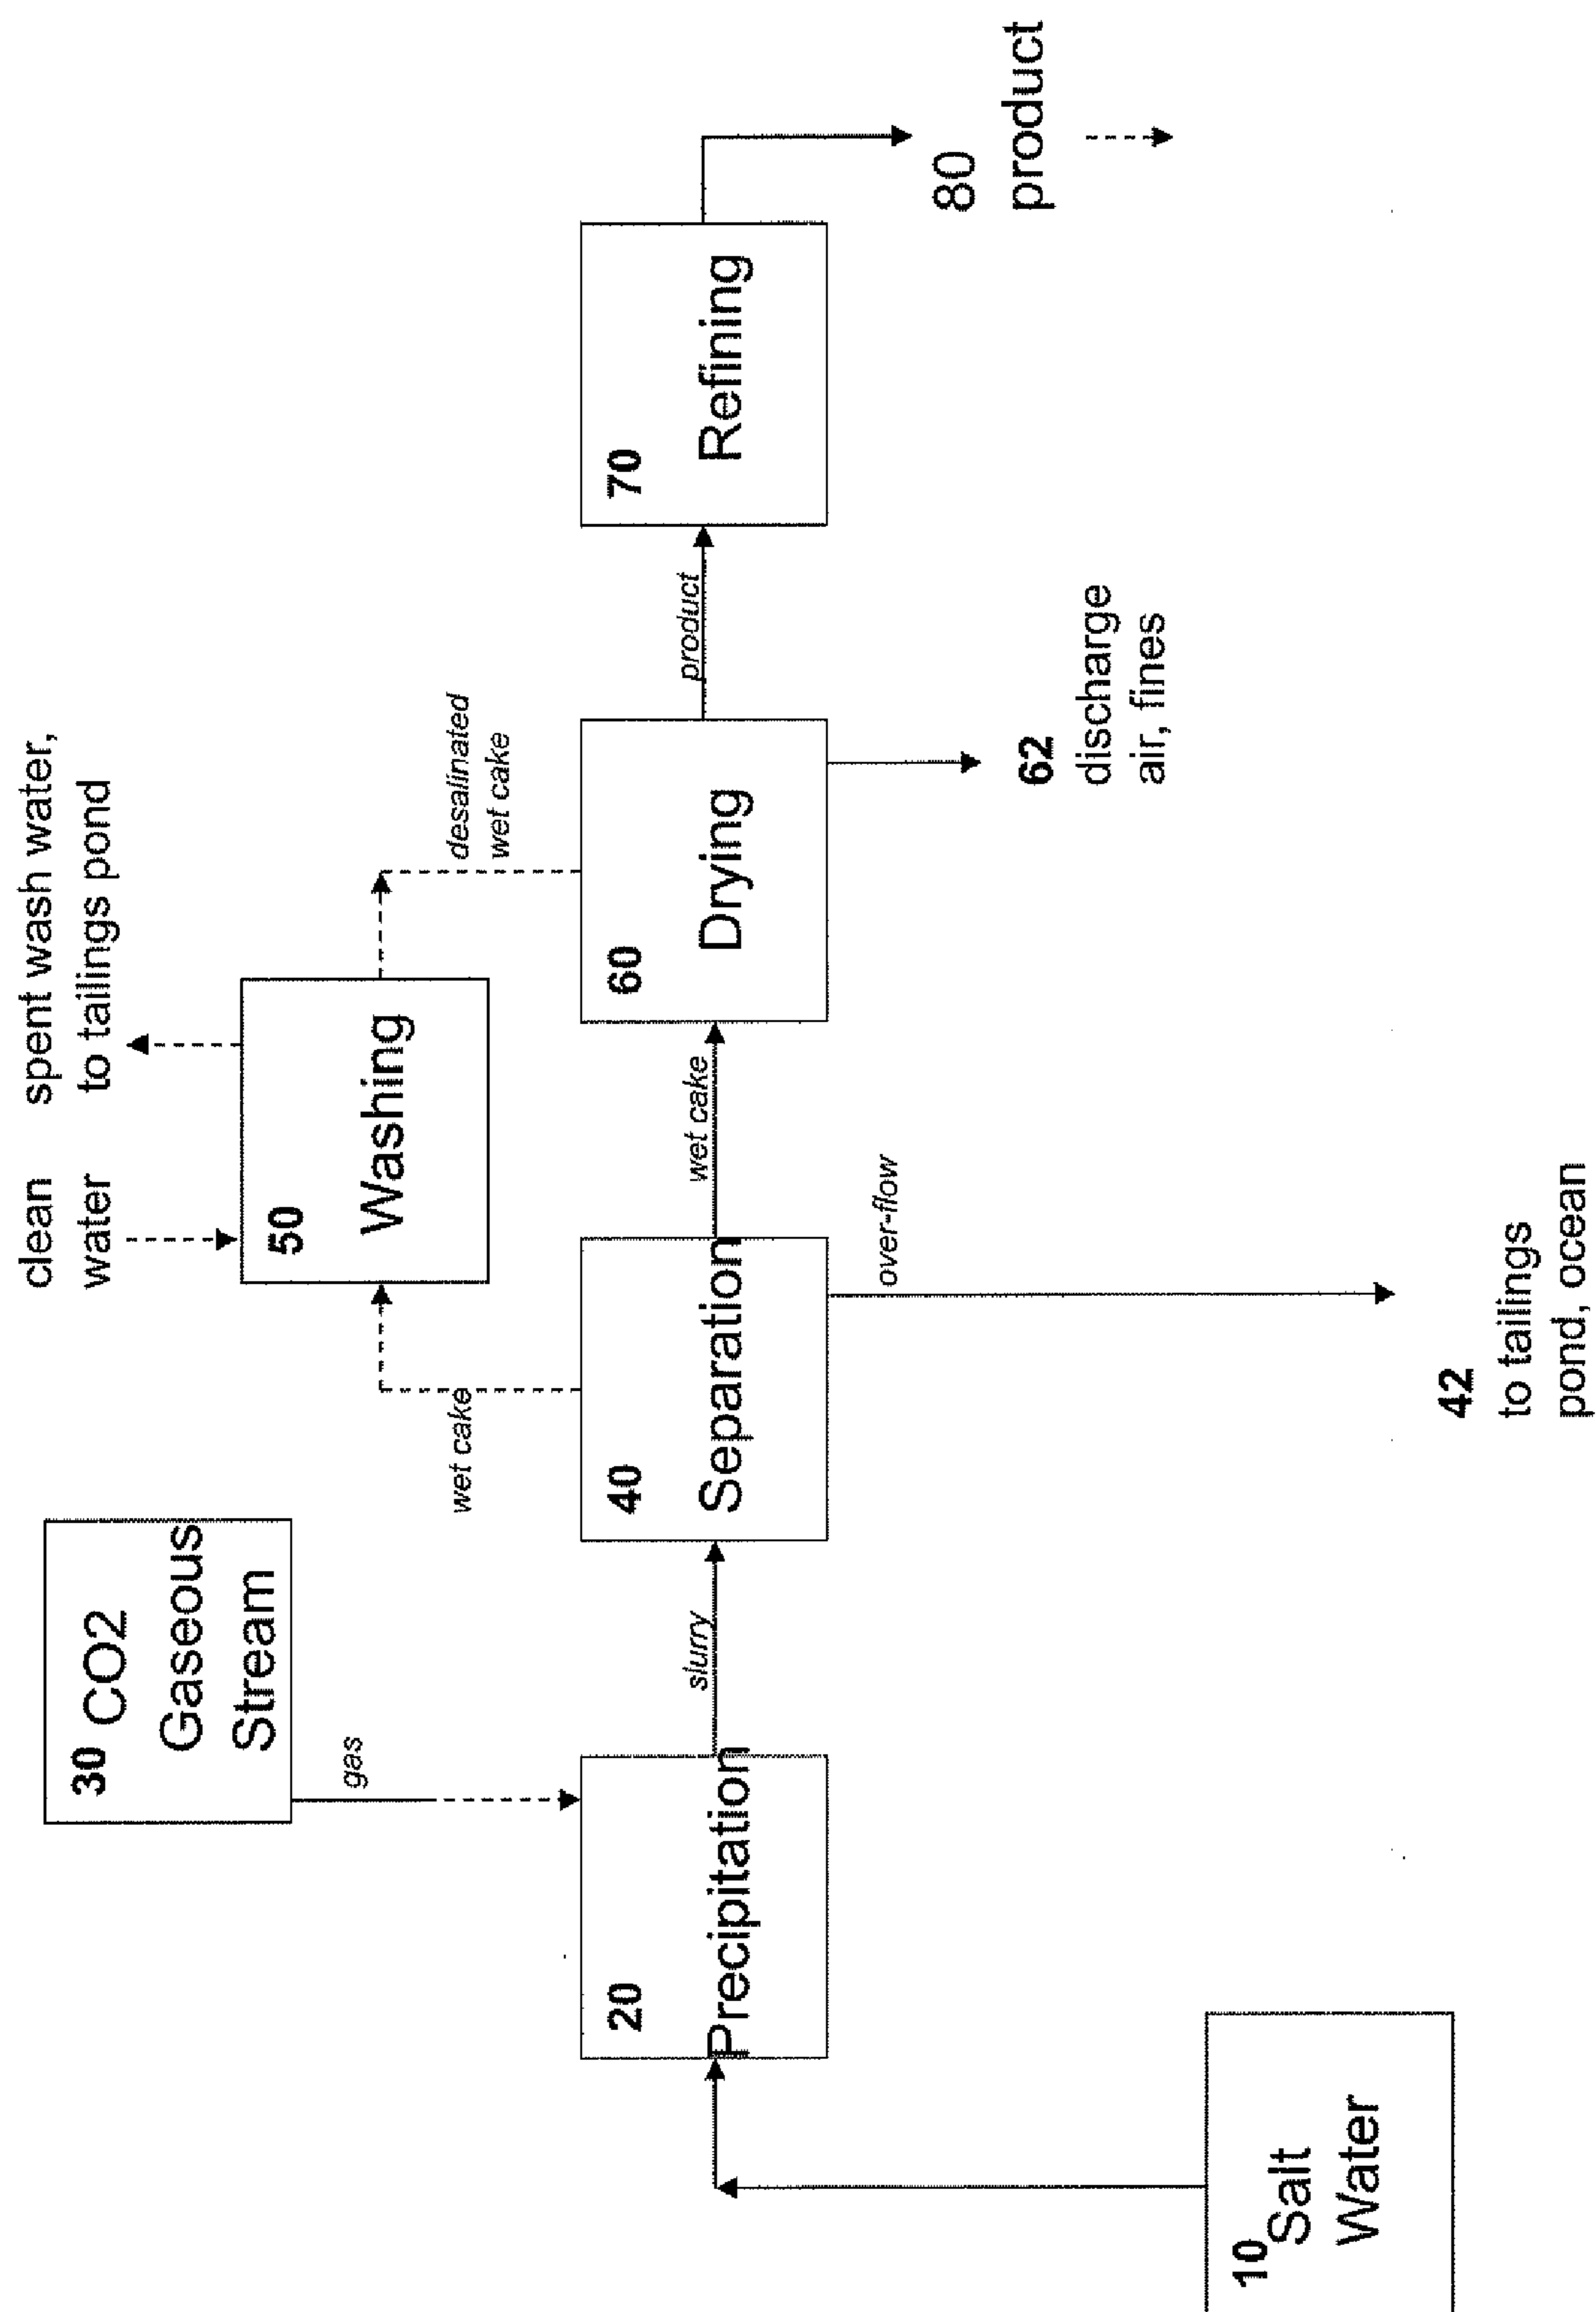 clean
water
spent wash water,
to tailings pond
30 CO2
Gaseous
Stream
gas
50
Washing
wet cake
desalinated
wet cake
20
Precipitation
slurry
40
Separation
wet cake
60
Drying
product
70
Refining
80
product
over-flow
62
discharge
air, fines
10
Salt
Water
42
to tailings
pond, ocean